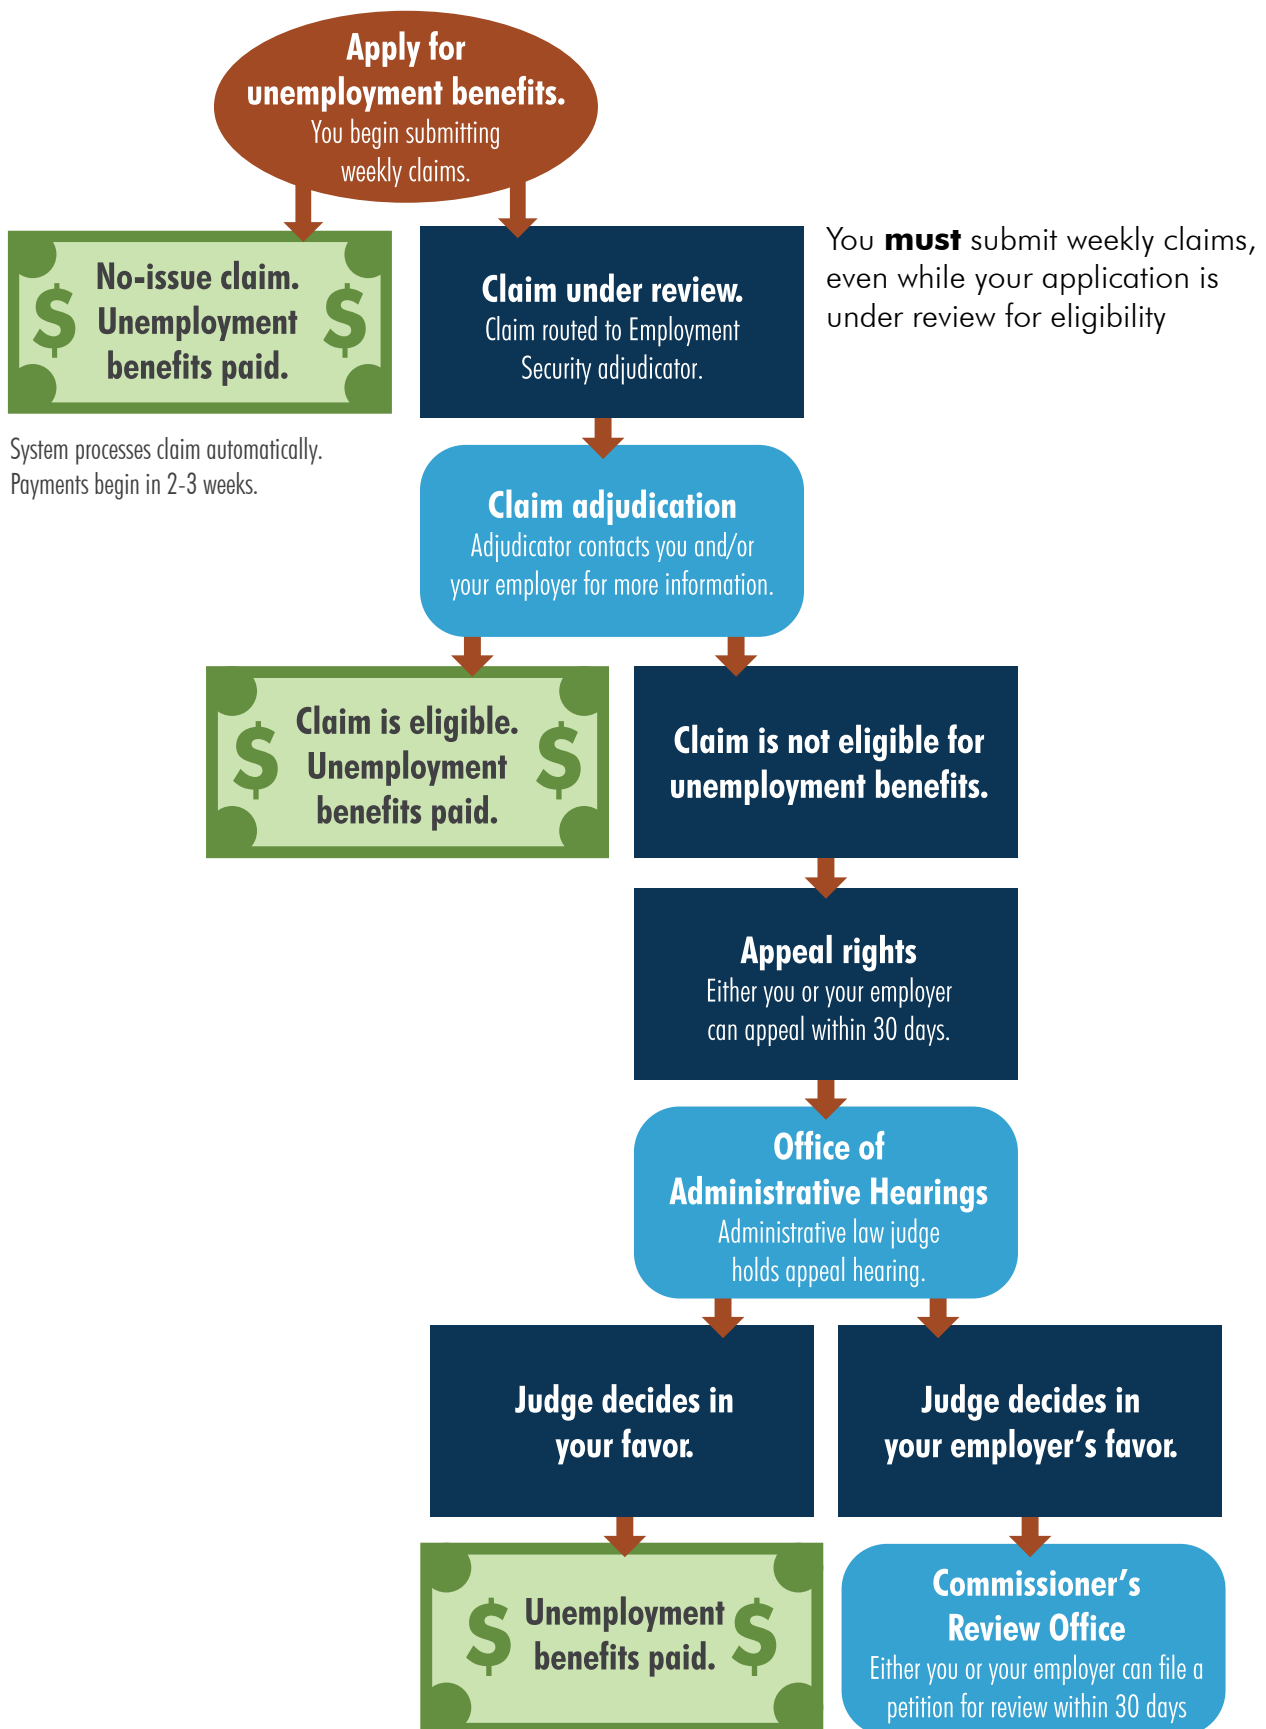 Apply for
unemployment benefits.
You begin submitting
weekly claims.
No-issue claim.
$ Unemployment $
benefits paid.
System processes claim automatically.
Payments begin in 2-3 weeks.
Claim under review.
Claim routed to Employment
Security adjudicator.
You must submit weekly claims,
even while your application is
under review for eligibility
Claim adjudication
Adjudicator contacts you and/or
your employer for more information.
Claim is eligible.
$ Unemployment $
benefits paid.
Claim is not eligible for
unemployment benefits.
Appeal rights
Either you or your employer
can appeal within 30 days.
Office of
Administrative Hearings
Administrative law judge
holds appeal hearing.
Judge decides in
your favor.
Judge decides in
your employer’s favor.
$ Unemployment $
benefits paid.
Commissioner’s
Review Office
Either you or your employer can file a
petition for review within 30 days